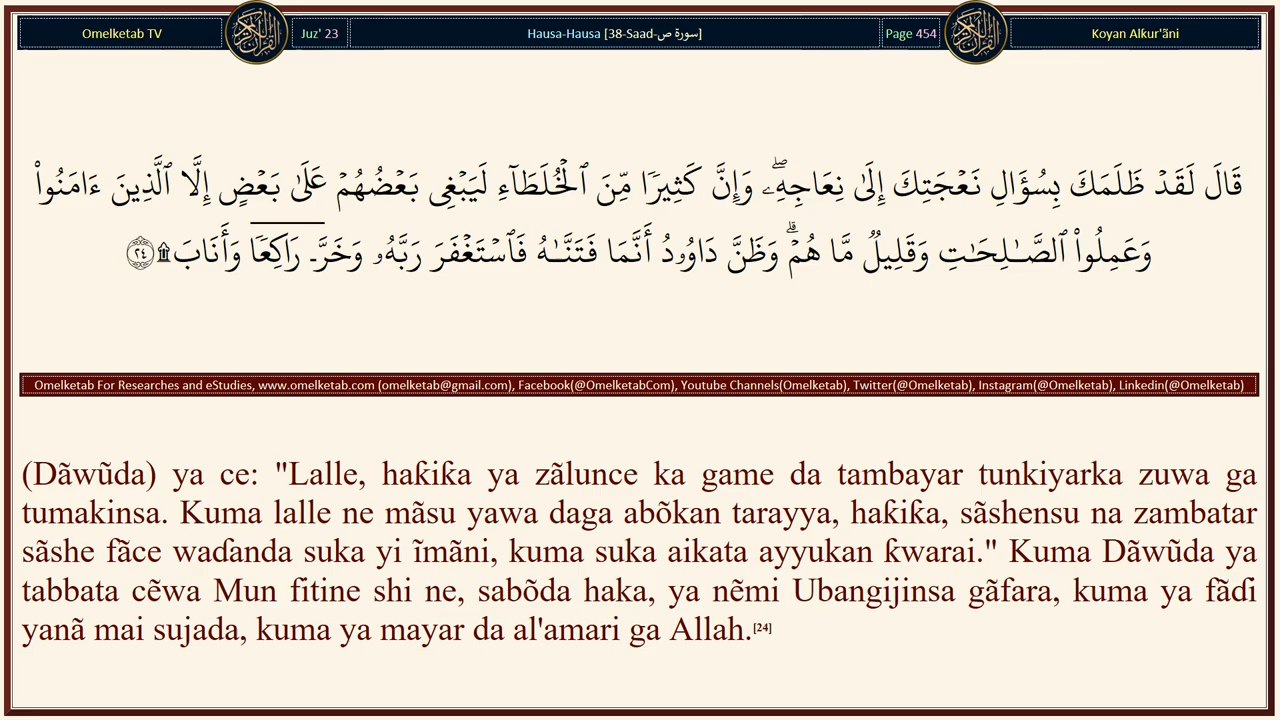 Omelketab TV
Juz' 23
Hausa-Hausa [38-Saad-سورة ص]
Page 454
Koyan Alƙur'ãni
قَالَ لَقَدۡ ظَلَمَكَ بِسُؤَالِ نَعۡجَتِكَ إِلَىٰ نِعَاجِهِۦۖ وَإِنَّ كَثِيرٗا مِّنَ ٱلۡخُلَطَآءِ لَيَبۡغِي بَعۡضُهُمۡ عَلَىٰ بَعۡضٍ إِلَّا ٱلَّذِينَ ءَامَنُواْ
وَعَمِلُواْ ٱلصَّـٰلِحَـٰتِ وَقَلِيلٞ مَّا هُمۡۗ وَظَنَّ دَاوُۥدُ أَنَّمَا فَتَنَّـٰهُ فَٱسۡتَغۡفَرَ رَبَّهُۥ وَخَرَّۤ رَاكِعٗا وَأَنَابَ۩ ٢٤
Omelketab For Researches and eStudies, www.omelketab.com (omelketab@gmail.com), Facebook(@OmelketabCom), Youtube Channels(Omelketab), Twitter(@Omelketab), Instagram(@Omelketab), Linkedin(@Omelketab)
(Dãwũda) ya ce: "Lalle, haƙiƙa ya zãlunce ka game da tambayar tunkiyarka zuwa ga
tumakinsa. Kuma lalle ne mãsu yawa daga abõkan tarayya, haƙiƙa, sãshensu na zambatar
sãshe fãce waɗanda suka yi ĩmãni, kuma suka aikata ayyukan ƙwarai." Kuma Dãwũda ya
tabbata cẽwa Mun fitine shi ne, sabõda haka, ya nẽmi Ubangijinsa gãfara, kuma ya fãɗi
yanã mai sujada, kuma ya mayar da al'amari ga Allah.[24]